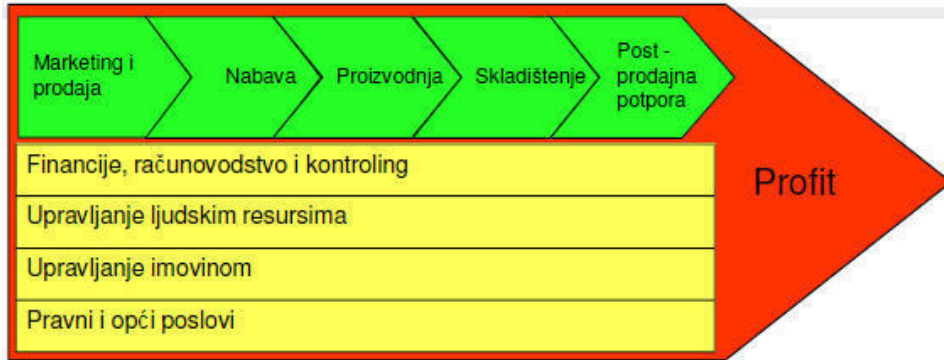 Marketing i
prodaja
Nabava
Proizvodnja
Skladištenje
Post -
prodajna
potpora
Financije, računovodstvo i kontroling
Upravljanje ljudskim resursima
Upravljanje imovinom
Pravni i opći poslovi
Profit